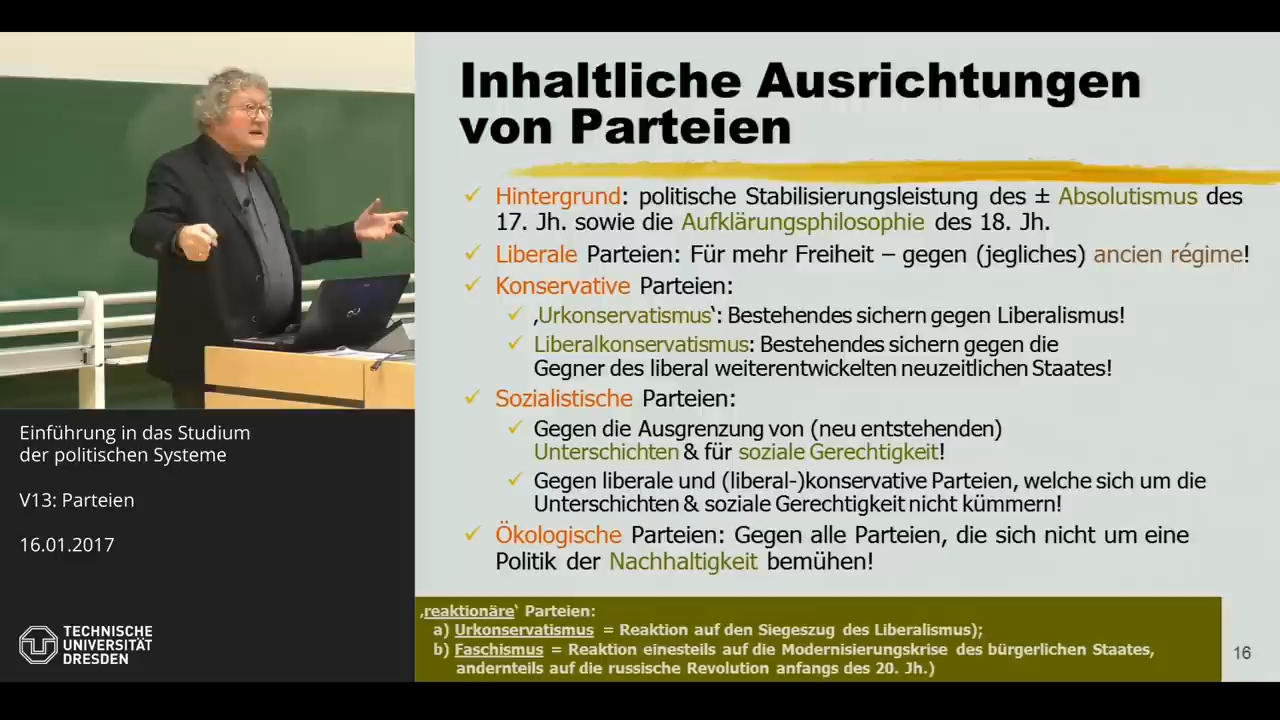 Inhaltliche Ausrichtungen
von Parteien
Hintergrund: politische Stabilisierungsleistung des ± Absolutismus des
17. Jh. sowie die Aufklärungsphilosophie des 18. Jh.
Liberale Parteien: Für mehr Freiheit – gegen (jegliches) ancien régime!
Konservative Parteien:
‚Urkonservatismus‘: Bestehendes sichern gegen Liberalismus!
Liberalkonservatismus: Bestehendes sichern gegen die
Gegner des liberal weiterentwickelten neuzeitlichen Staates!
Sozialistische Parteien:
Gegen die Ausgrenzung von (neu entstehenden)
Unterschichten & für soziale Gerechtigkeit!
Gegen liberale und (liberal-)konservative Parteien, welche sich um die
Unterschichten & soziale Gerechtigkeit nicht kümmern!
Ökologische Parteien: Gegen alle Parteien, die sich nicht um eine
Politik der Nachhaltigkeit bemühen!
‚reaktionäre‘ Parteien:
a) Urkonservatismus = Reaktion auf den Siegeszug des Liberalismus);
b) Faschismus = Reaktion einesteils auf die Modernisierungskrise des bürgerlichen Staates,
andernteils auf die russische Revolution anfangs des 20. Jh.)
16
Einführung in das Studium
der politischen Systeme
V13: Parteien
16.01.2017
TECHNISCHE
UNIVERSITÄT
DRESDEN